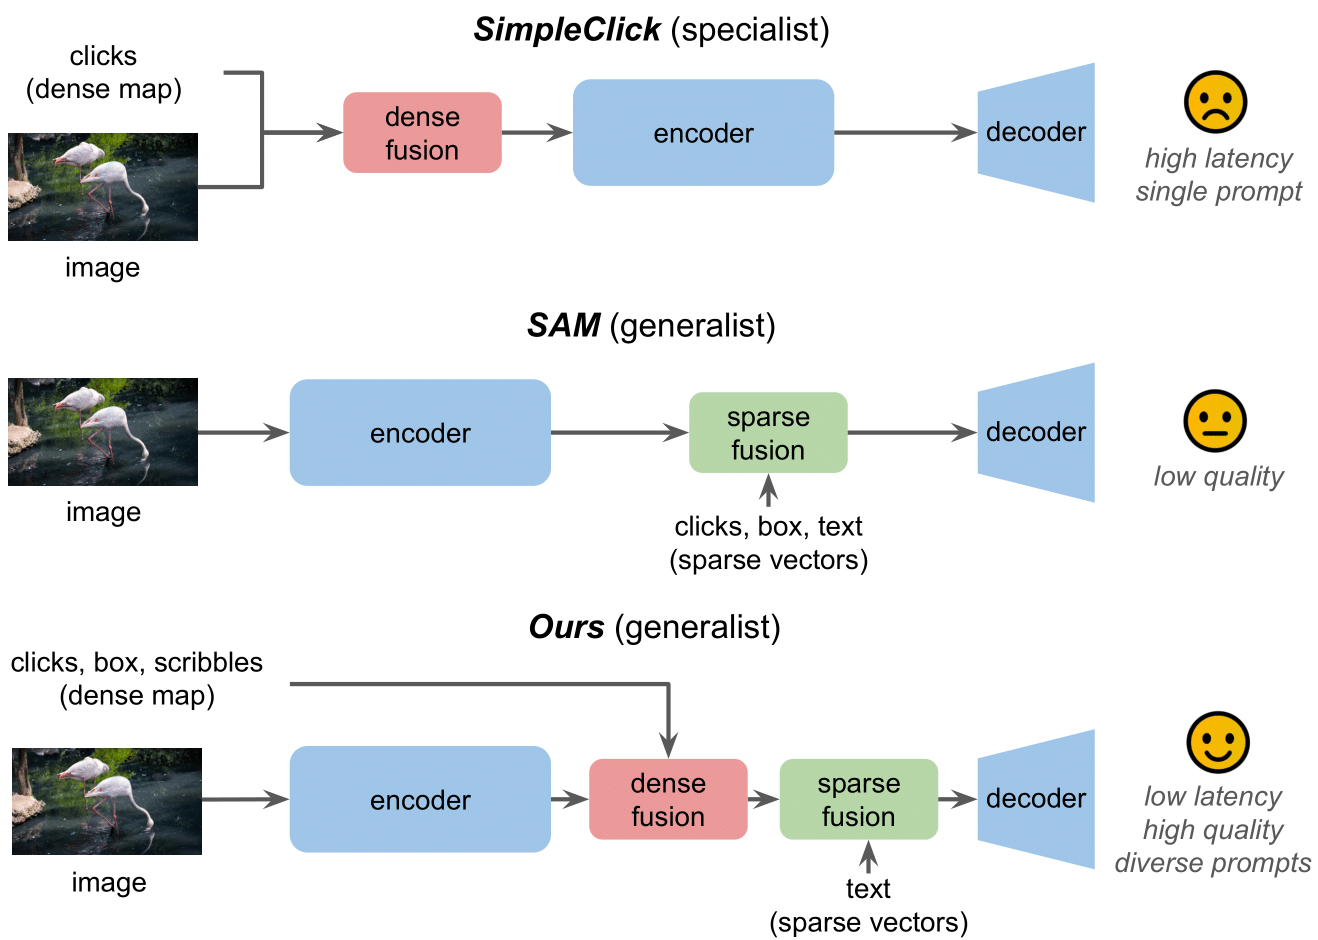 SimpleClick (specialist)
clicks
(dense map)
dense
fusion
encoder
decoder
high latency
single prompt
image
SAM (generalist)
encoder
sparse
fusion
decoder
low quality
image
clicks, box, text
(sparse vectors)
Ours (generalist)
clicks, box, scribbles
(dense map)
encoder
dense
fusion
sparse
fusion
decoder
low latency
high quality
diverse prompts
image
text
(sparse vectors)